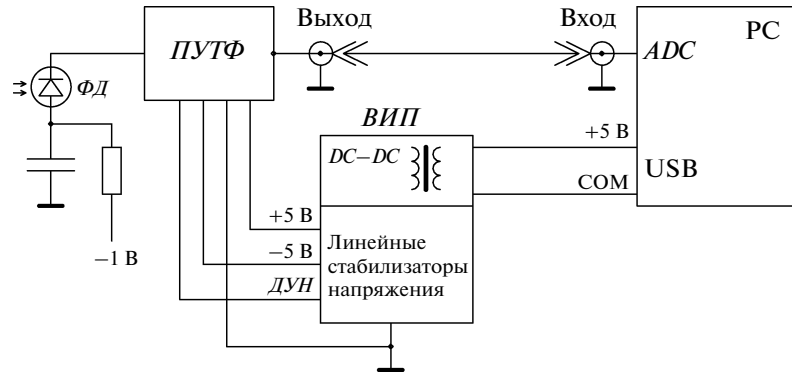 Выход
Вход
PC
ПУТФ
ADC
ФД
ВИП
+5 В
DC−DC
USB
COM
+5 В
Линейные
стабилизаторы
напряжения
−5 В
−1 В
ДУН